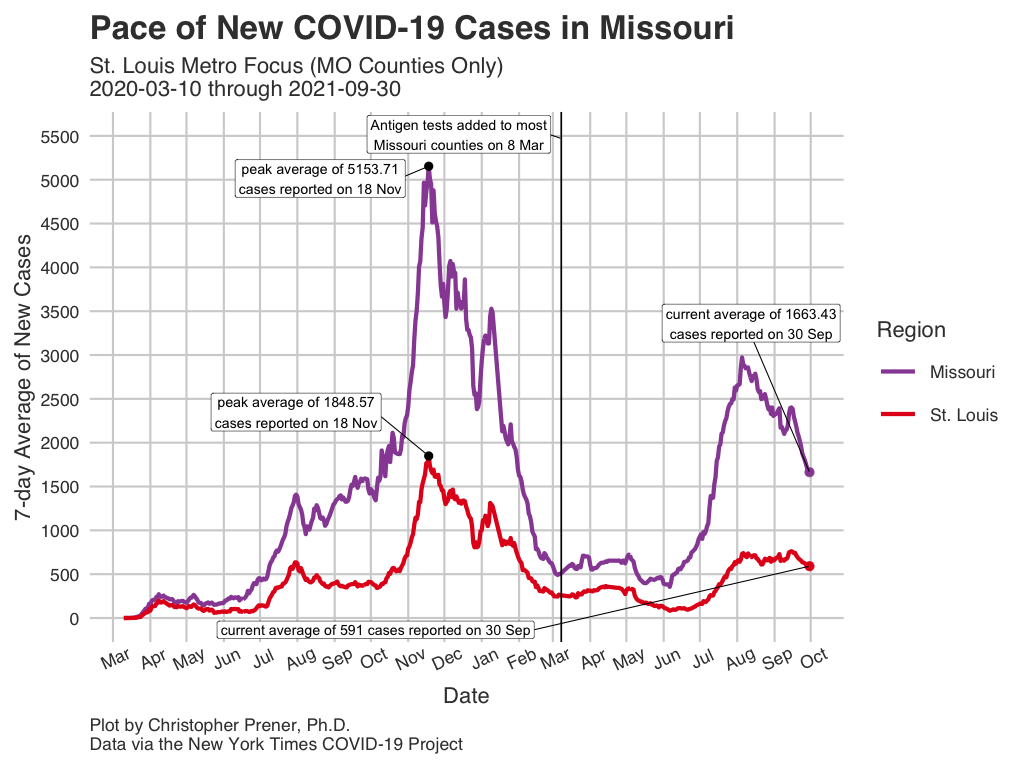 Pace of New COVID-19 Cases in Missouri
St. Louis Metro Focus (MO Counties Only)
2020-03-10 through 2021-09-30
7-day Average of New Cases
5500
5000
4500
4000
3500
3000
2500
2000
1500
1000
500
0
Antigen tests added to most
Missouri counties on 8 Mar
peak average of 5153.71
cases reported on 18 Nov
current average of 1663.43
cases reported on 30 Sep
peak average of 1848.57
cases reported on 18 Nov
current average of 591 cases reported on 30 Sep
Mar Apr May Jun Jul Aug Sep Oct Nov Dec Jan Feb Mar Apr May Jun Jul Aug Sep Oct
Date
Region
Missouri
St. Louis
Plot by Christopher Prener, Ph.D.
Data via the New York Times COVID-19 Project